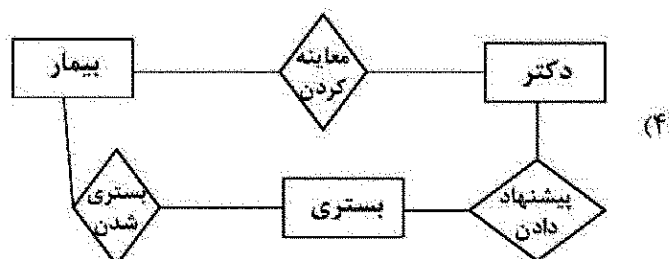 دکتر
معاینه
کردن
بیمار
۴)
پیشنهاد
دادن
بستری
بستری
شدن